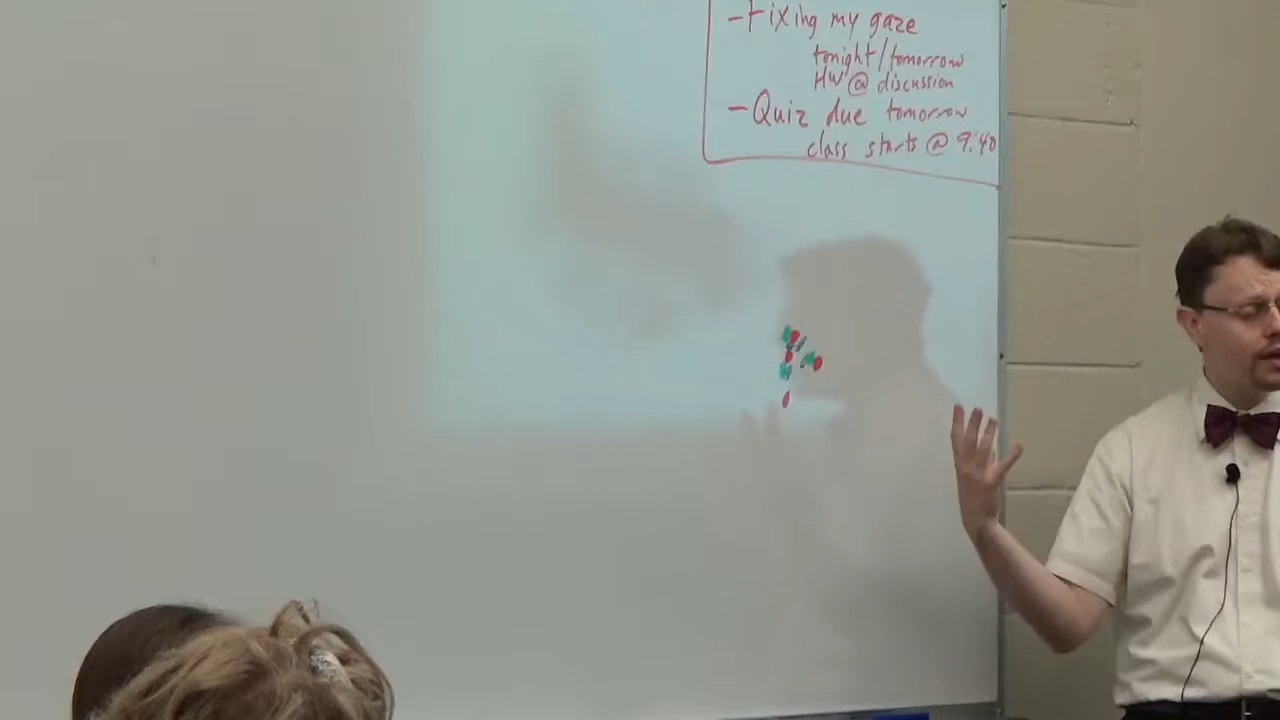 - Fixing my gaze
tonight/tomorrow
HW @ discussion
- Quiz due tomorrow
class starts @ 9:40